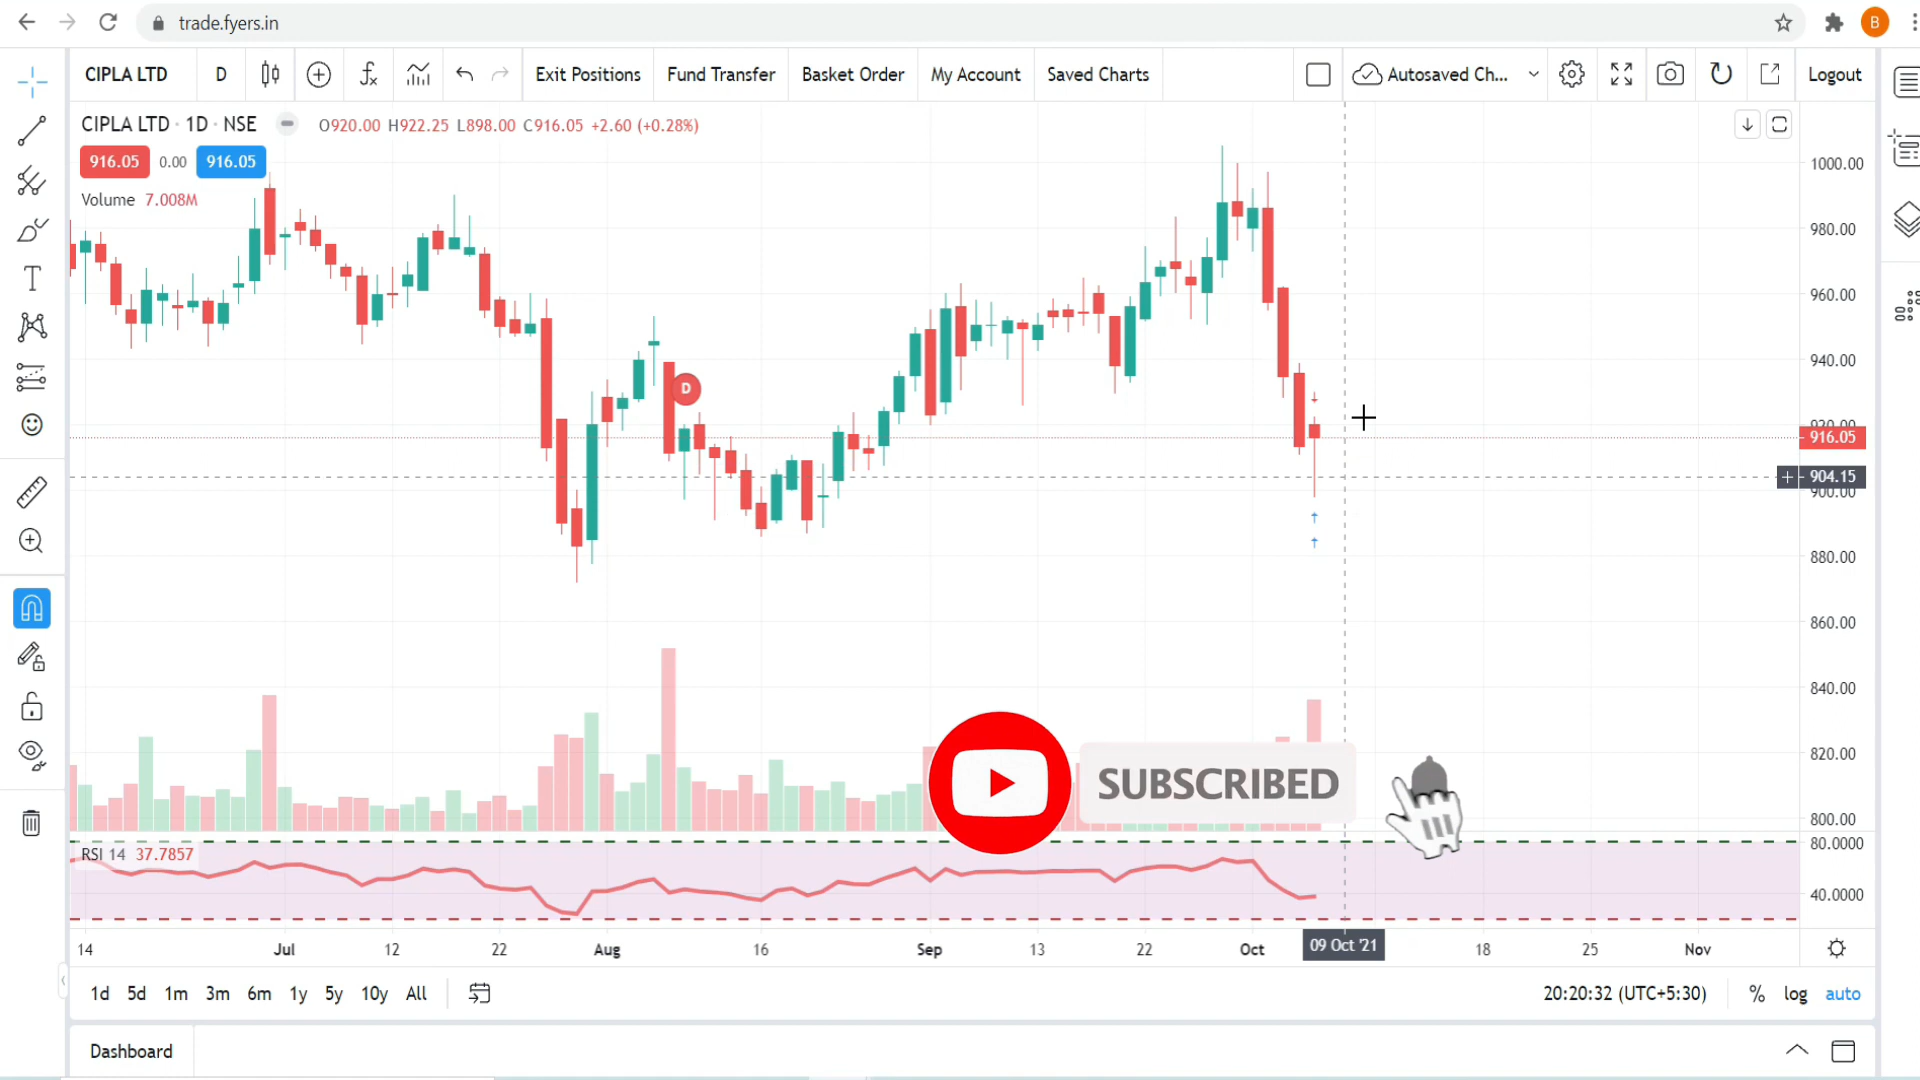 trade.fyers.in
B
CIPLA LTD D Exit Positions Fund Transfer Basket Order My Account Saved Charts Autosaved Ch... Logout
CIPLA LTD · 1D · NSE O920.00 H922.25 L898.00 C916.05 +2.60 (+0.28%)
916.05 0.00 916.05
Volume 7.008M
1000.00
980.00
960.00
940.00
D
920.00
916.05
904.15
900.00
880.00
860.00
840.00
820.00
SUBSCRIBED
800.00
RSI 14 37.7857
80.0000
40.0000
14 Jul 12 22 Aug 16 Sep 13 22 Oct 09 Oct '21 18 25 Nov
1d 5d 1m 3m 6m 1y 5y 10y All 20:20:32 (UTC+5:30) % log auto
Dashboard